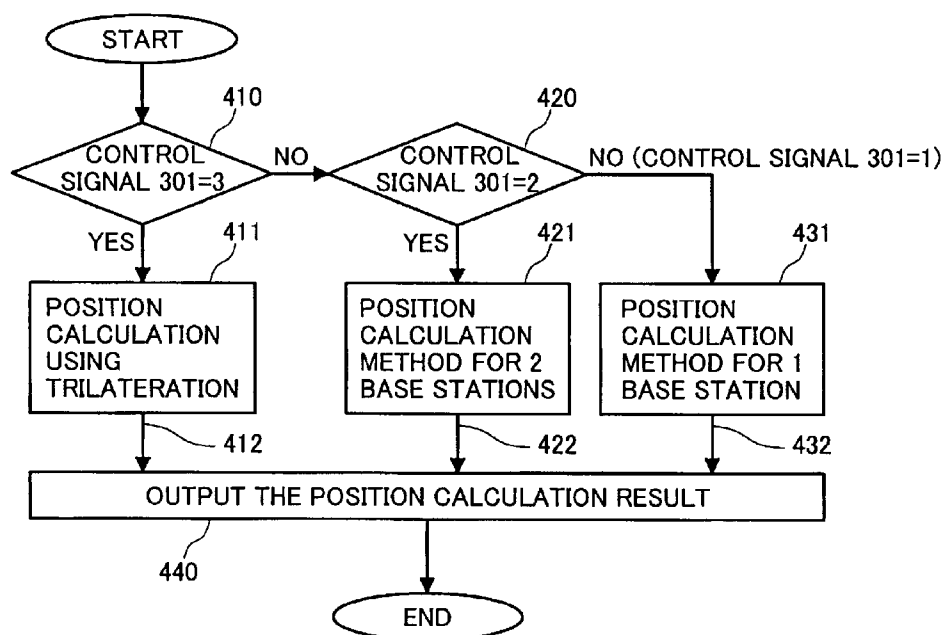 START
410
CONTROL
SIGNAL 301=3
NO
420
CONTROL
SIGNAL 301=2
NO (CONTROL SIGNAL 301=1)
YES
411
POSITION
CALCULATION
USING
TRILATERATION
YES
421
POSITION
CALCULATION
METHOD FOR 2
BASE STATIONS
431
POSITION
CALCULATION
METHOD FOR 1
BASE STATION
412
422
432
OUTPUT THE POSITION CALCULATION RESULT
440
END